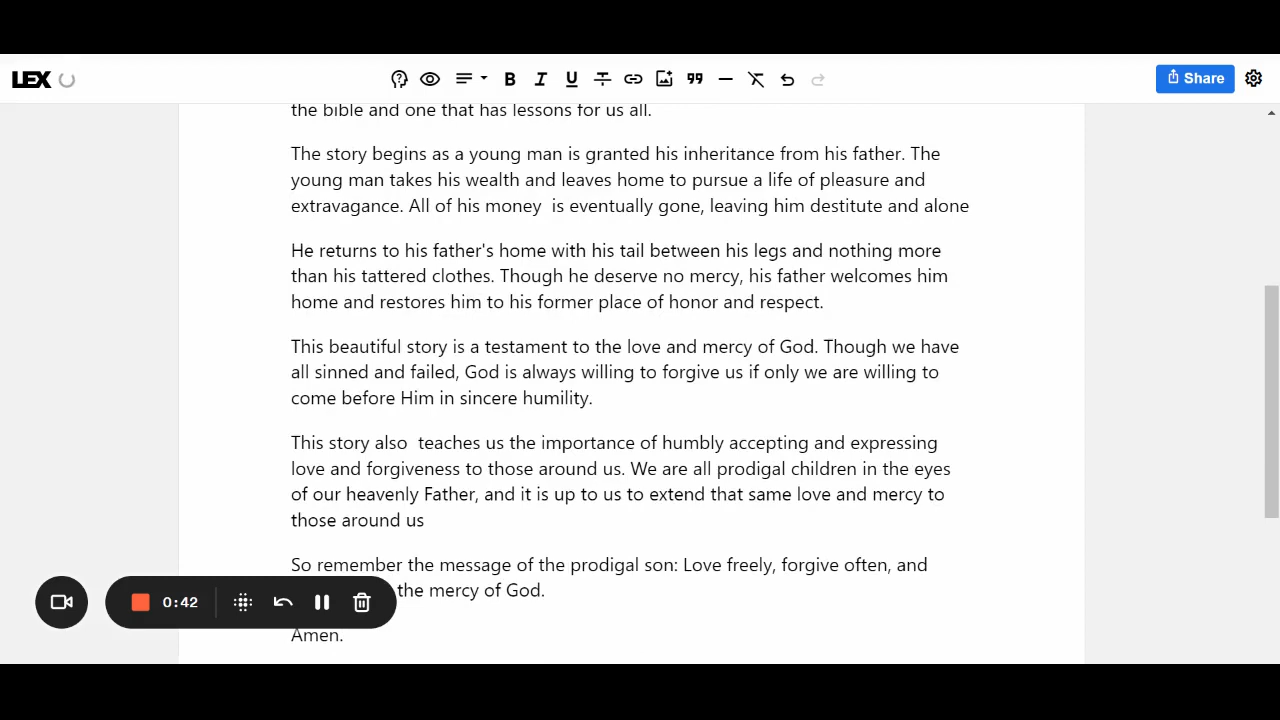 LEX
B I U
Share
the bible and one that has lessons for us all.
The story begins as a young man is granted his inheritance from his father. The
young man takes his wealth and leaves home to pursue a life of pleasure and
extravagance. All of his money  is eventually gone, leaving him destitute and alone
He returns to his father's home with his tail between his legs and nothing more
than his tattered clothes. Though he deserve no mercy, his father welcomes him
home and restores him to his former place of honor and respect.
This beautiful story is a testament to the love and mercy of God. Though we have
all sinned and failed, God is always willing to forgive us if only we are willing to
come before Him in sincere humility.
This story also  teaches us the importance of humbly accepting and expressing
love and forgiveness to those around us. We are all prodigal children in the eyes
of our heavenly Father, and it is up to us to extend that same love and mercy to
those around us
So remember the message of the prodigal son: Love freely, forgive often, and
the mercy of God.
0:42
Amen.